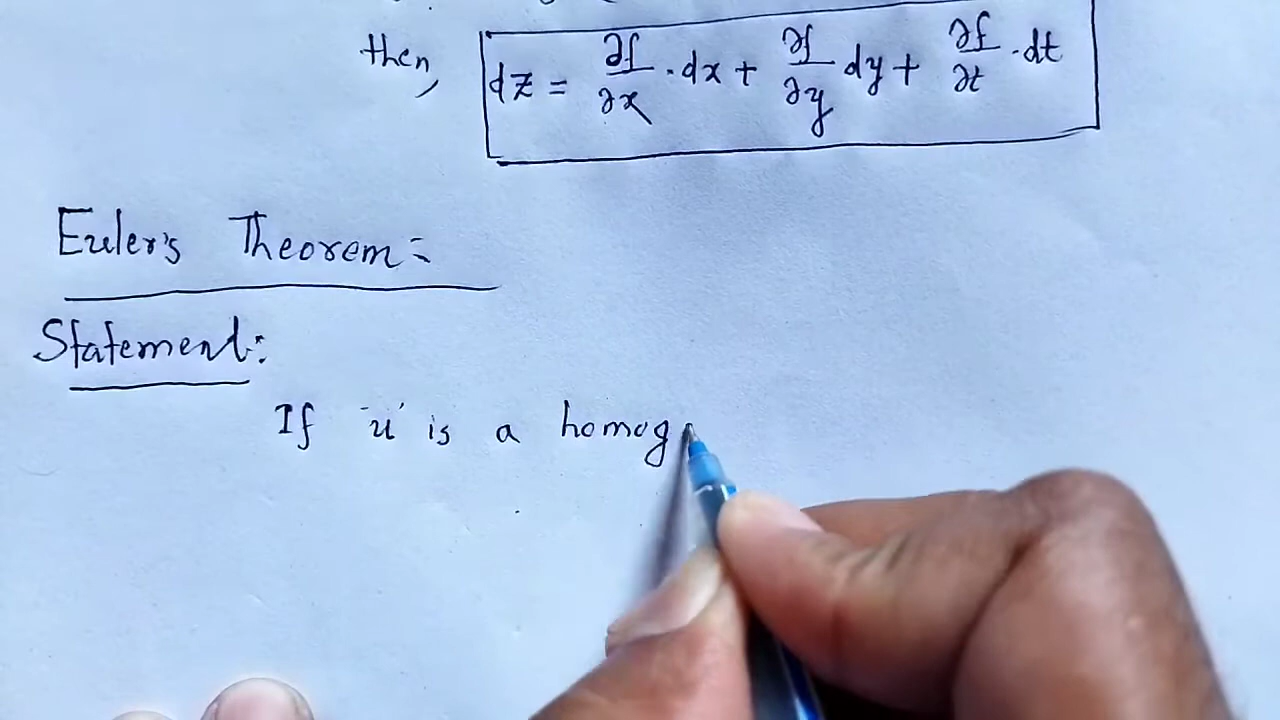 then, dz = ∂f/∂x · dx + ∂f/∂y dy + ∂f/∂t · dt
Euler's Theorem:-
Statement:
If 'u' is a homog